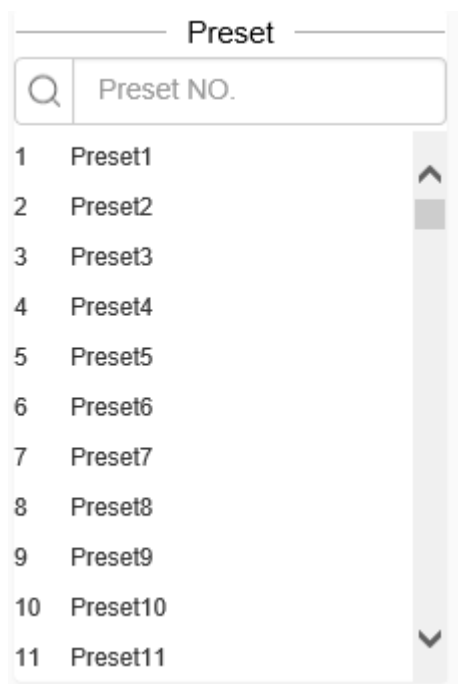 Preset
Preset NO.
1 Preset1
2 Preset2
3 Preset3
4 Preset4
5 Preset5
6 Preset6
7 Preset7
8 Preset8
9 Preset9
10 Preset10
11 Preset11